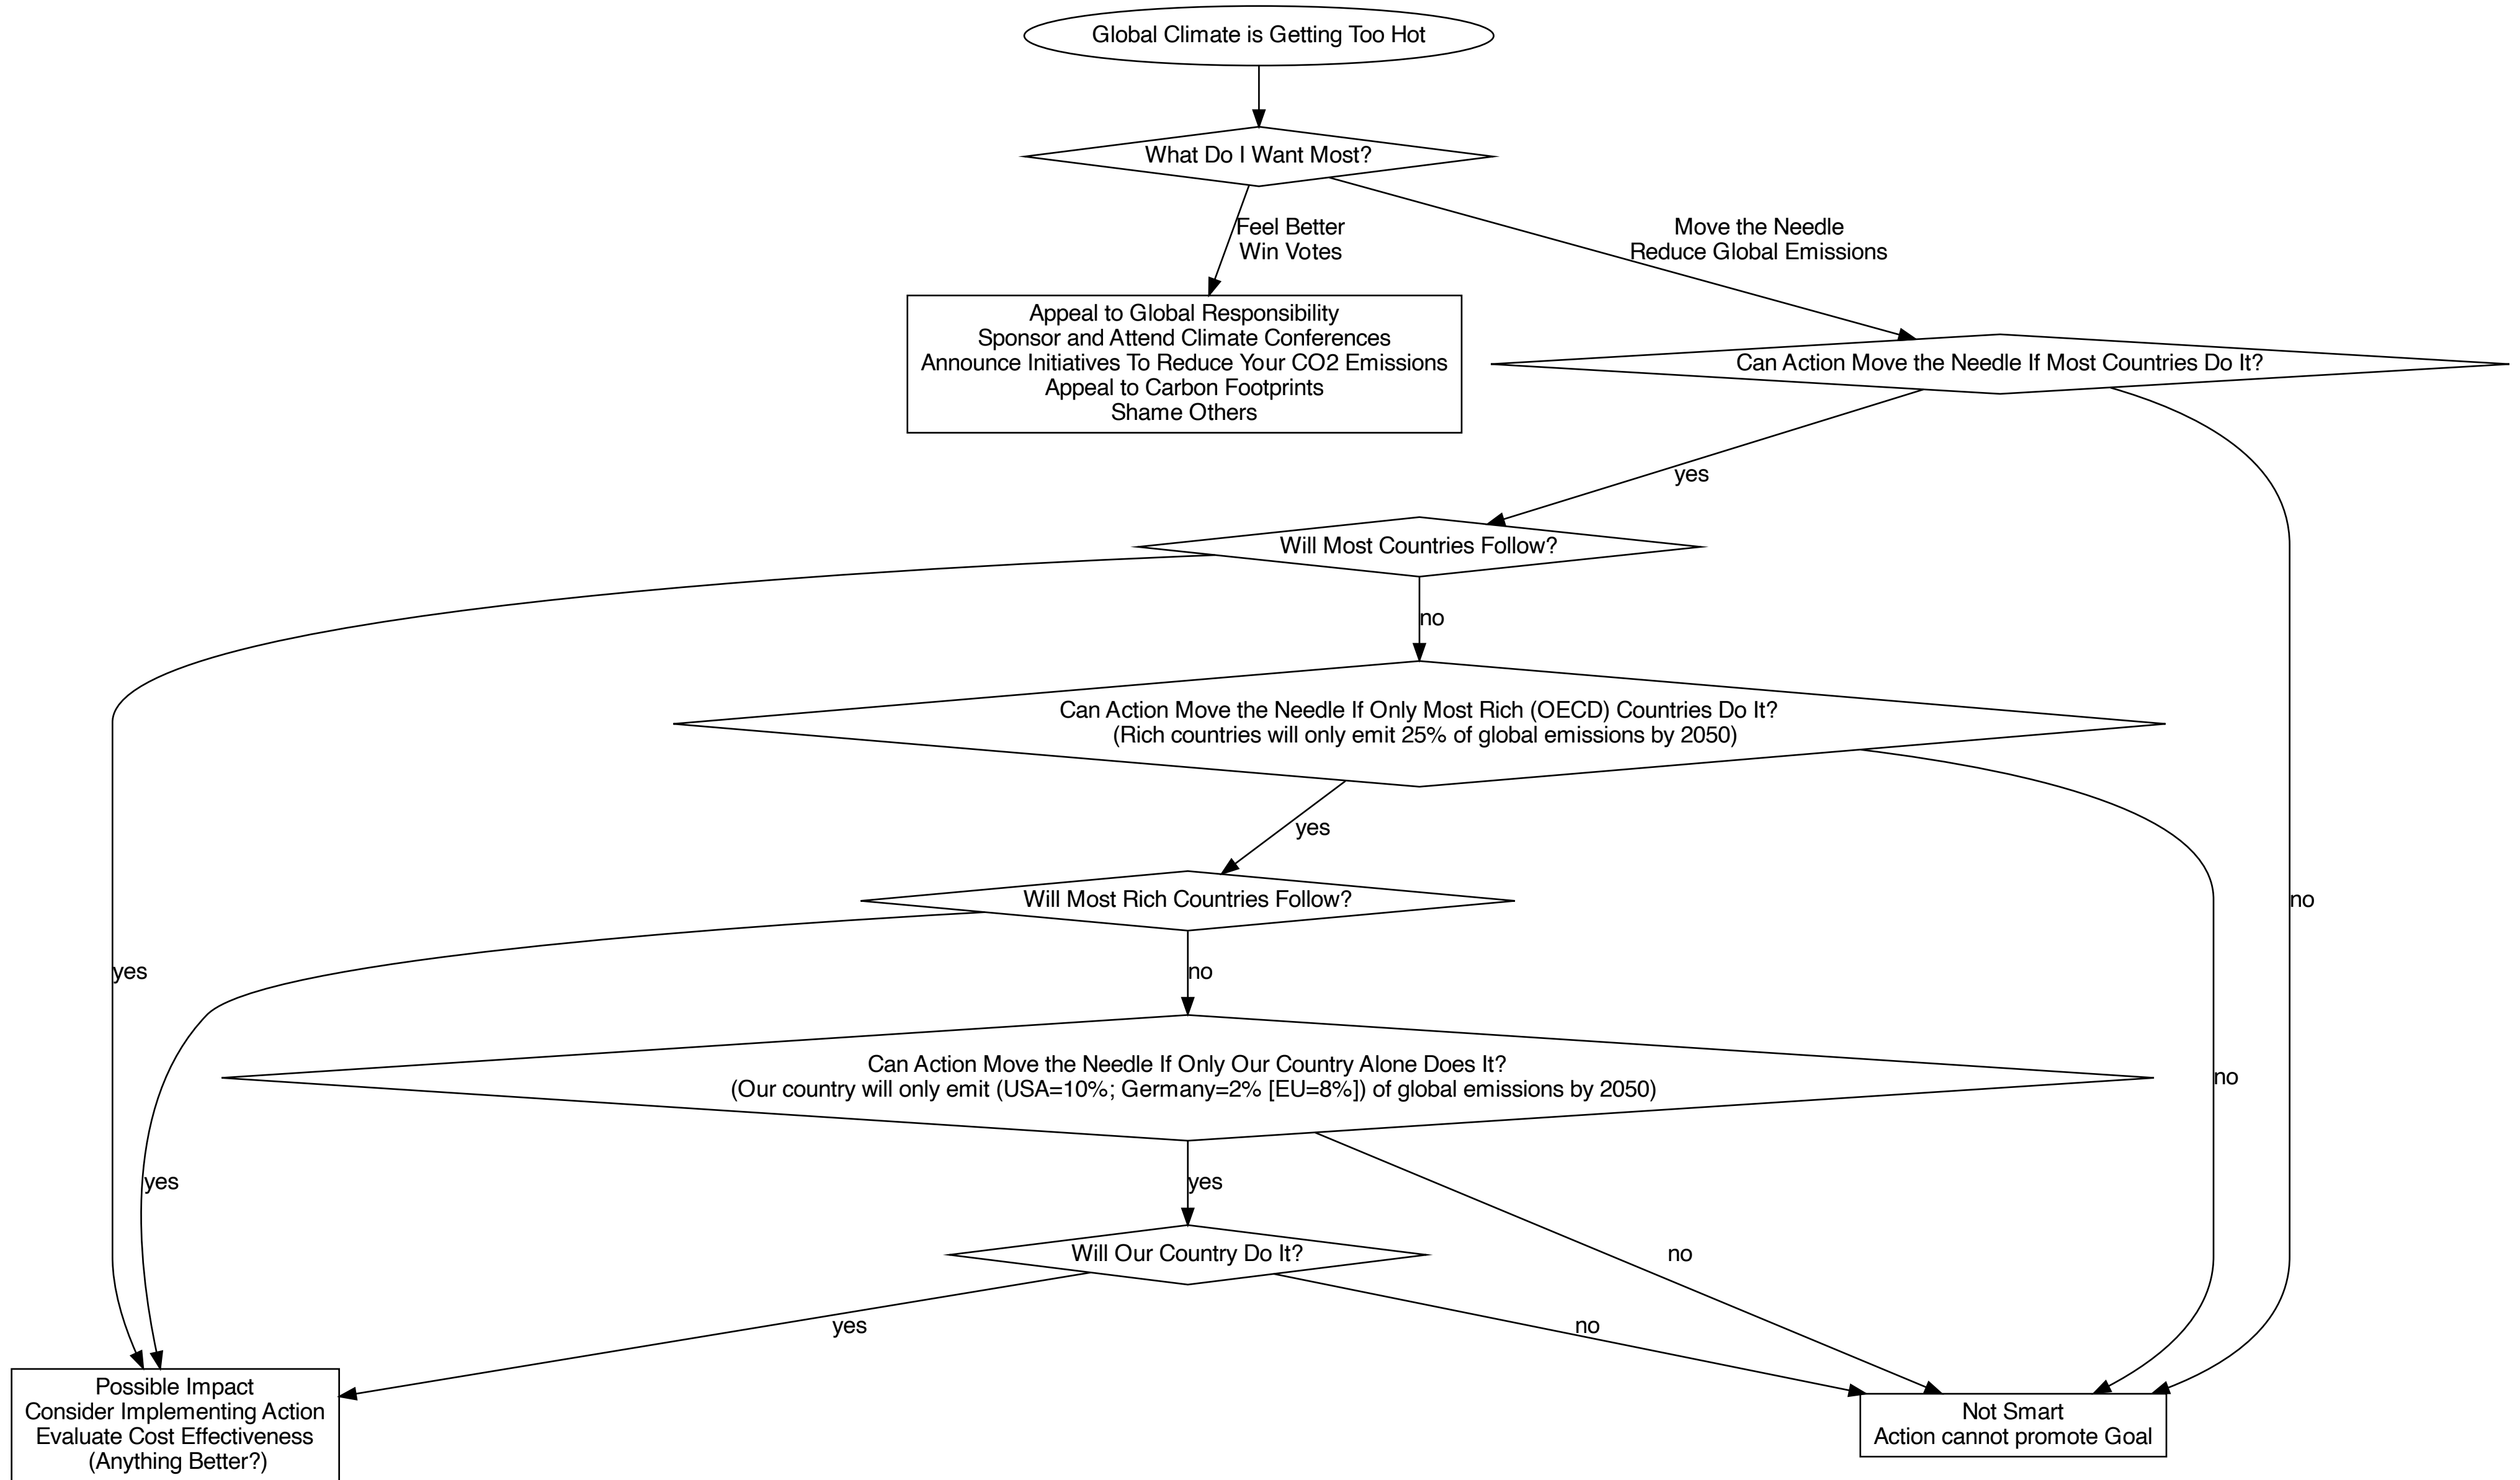 Global Climate is Getting Too Hot
What Do I Want Most?
Feel Better
Win Votes
Move the Needle
Reduce Global Emissions
Appeal to Global Responsibility
Sponsor and Attend Climate Conferences
Announce Initiatives To Reduce Your CO2 Emissions
Appeal to Carbon Footprints
Shame Others
Can Action Move the Needle If Most Countries Do It?
yes
Will Most Countries Follow?
no
Can Action Move the Needle If Only Most Rich (OECD) Countries Do It?
(Rich countries will only emit 25% of global emissions by 2050)
yes
Will Most Rich Countries Follow?
no
yes
no
Can Action Move the Needle If Only Our Country Alone Does It?
(Our country will only emit (USA=10%; Germany=2% [EU=8%]) of global emissions by 2050)
no
yes
yes
Will Our Country Do It?
no
yes
no
Possible Impact
Consider Implementing Action
Evaluate Cost Effectiveness
(Anything Better?)
Not Smart
Action cannot promote Goal